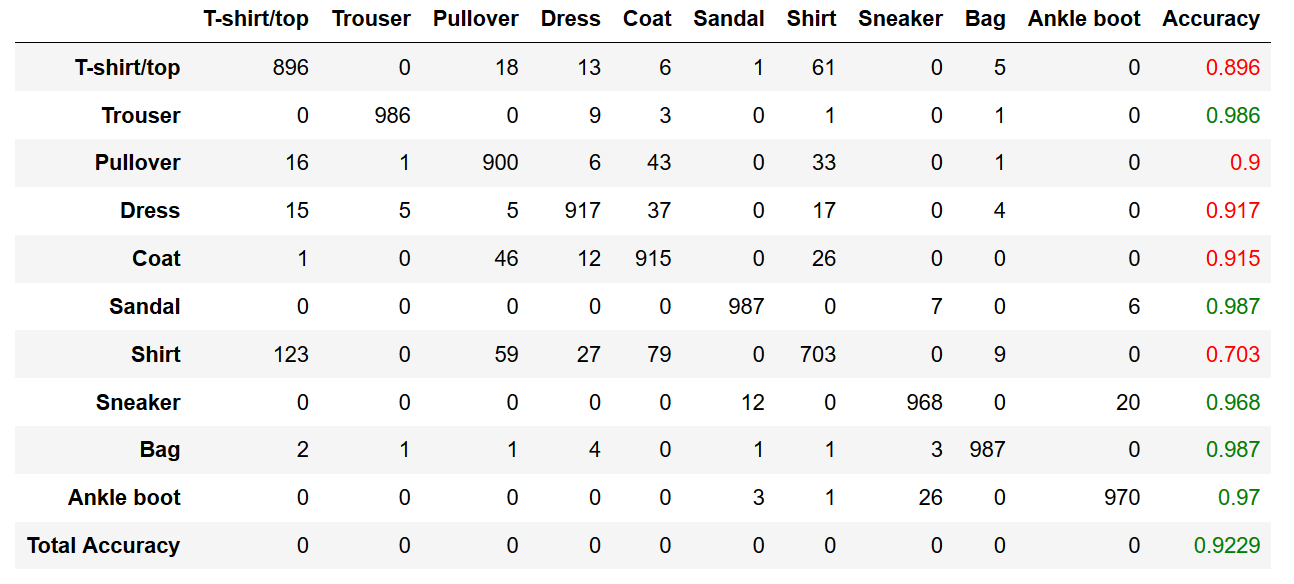 T-shirt/top Trouser Pullover Dress Coat Sandal Shirt Sneaker Bag Ankle boot Accuracy
T-shirt/top 896 0 18 13 6 1 61 0 5 0 0.896
Trouser 0 986 0 9 3 0 1 0 1 0 0.986
Pullover 16 1 900 6 43 0 33 0 1 0 0.9
Dress 15 5 5 917 37 0 17 0 4 0 0.917
Coat 1 0 46 12 915 0 26 0 0 0 0.915
Sandal 0 0 0 0 0 987 0 7 0 6 0.987
Shirt 123 0 59 27 79 0 703 0 9 0 0.703
Sneaker 0 0 0 0 0 12 0 968 0 20 0.968
Bag 2 1 1 4 0 1 1 3 987 0 0.987
Ankle boot 0 0 0 0 0 3 1 26 0 970 0.97
Total Accuracy 0 0 0 0 0 0 0 0 0 0 0.9229